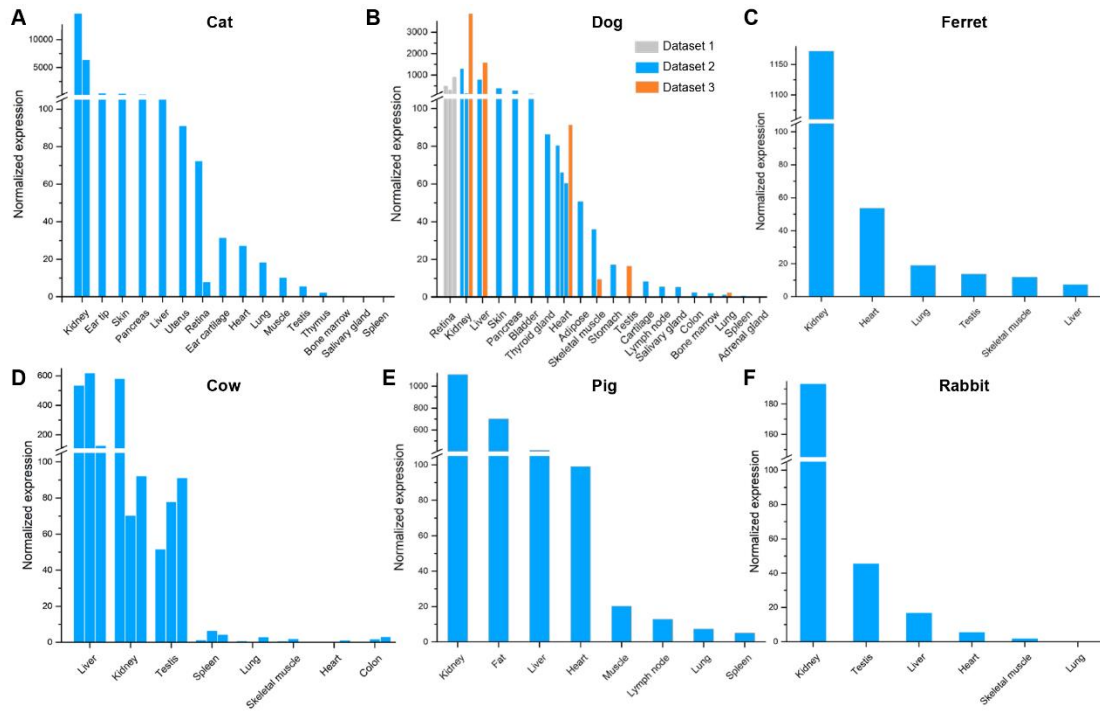 A
Cat
Normalized expression
10000
5000
100
80
60
40
20
0
Kidney
Ear tip
Skin
Pancreas
Liver
Uterus
Retina
Ear cartilage
Heart
Lung
Muscle
Testis
Thymus
Bone marrow
Salivary gland
Spleen
B
Dog
Dataset 1
Dataset 2
Dataset 3
Normalized expression
3000
2000
1000
100
80
60
40
20
0
Retina
Kidney
Liver
Skin
Pancreas
Bladder
Thyroid gland
Heart
Adipose
Skeletal muscle
Stomach
Testis
Cartilage
Lymph node
Salivary gland
Colon
Bone marrow
Lung
Spleen
Adrenal gland
C
Ferret
Normalized expression
1150
1100
100
80
60
40
20
0
Kidney
Heart
Lung
Testis
Skeletal muscle
Liver
D
Cow
Normalized expression
600
400
200
100
80
60
40
20
0
Liver
Kidney
Testis
Spleen
Lung
Skeletal muscle
Heart
Colon
E
Pig
Normalized expression
1000
800
600
100
80
60
40
20
0
Kidney
Fat
Liver
Heart
Muscle
Lymph node
Lung
Spleen
F
Rabbit
Normalized expression
180
160
150
100
80
60
40
20
0
Kidney
Testis
Liver
Heart
Skeletal muscle
Lung